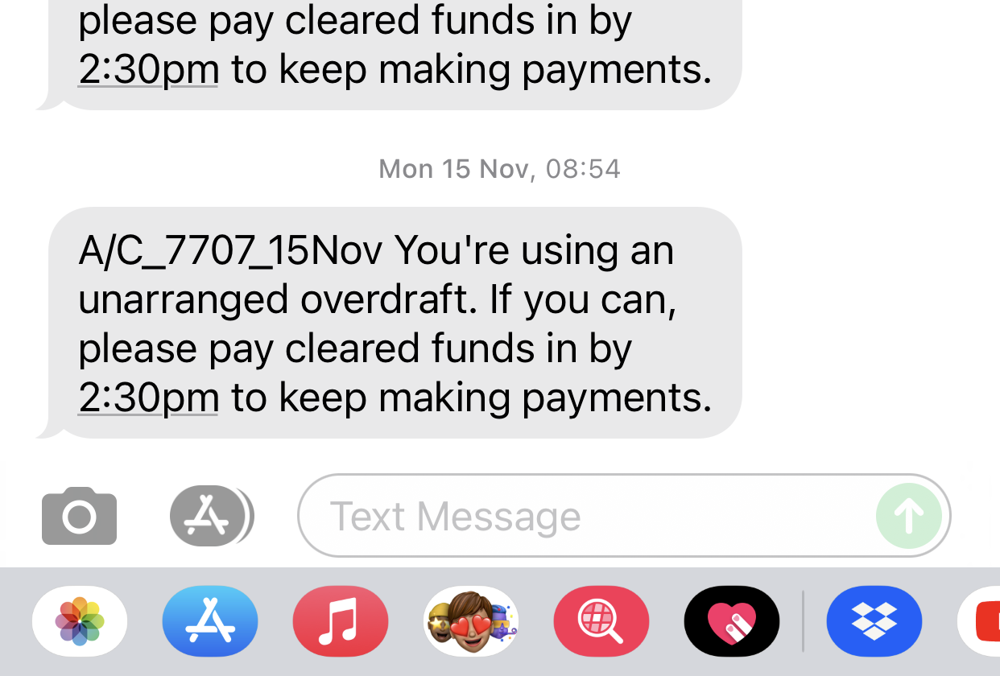 please pay cleared funds in by
2:30pm to keep making payments.
Mon 15 Nov, 08:54
A/C_7707_15Nov You're using an
unarranged overdraft. If you can,
please pay cleared funds in by
2:30pm to keep making payments.
Text Message